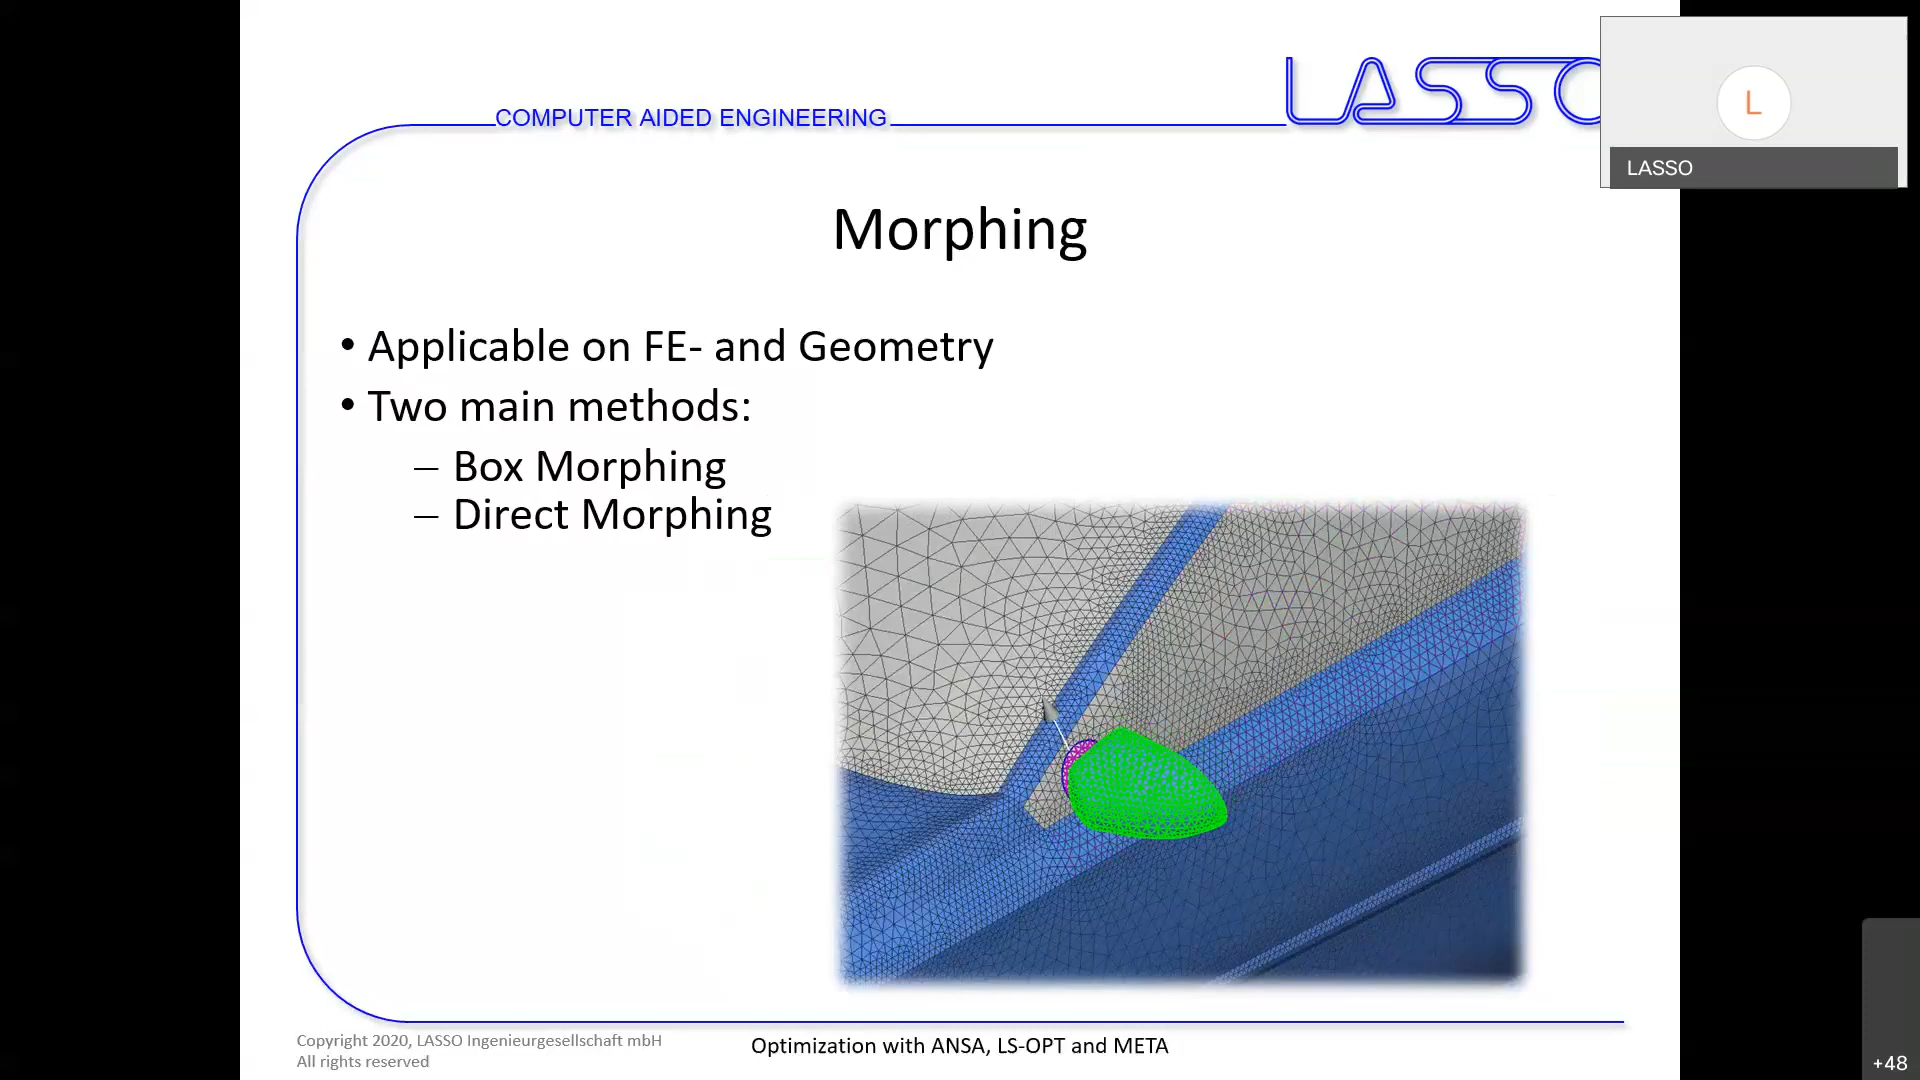 LASSO
COMPUTER AIDED ENGINEERING
L
LASSO
Morphing
• Applicable on FE- and Geometry
• Two main methods:
– Box Morphing
– Direct Morphing
Copyright 2020, LASSO Ingenieurgesellschaft mbH
All rights reserved
Optimization with ANSA, LS-OPT and META
+48